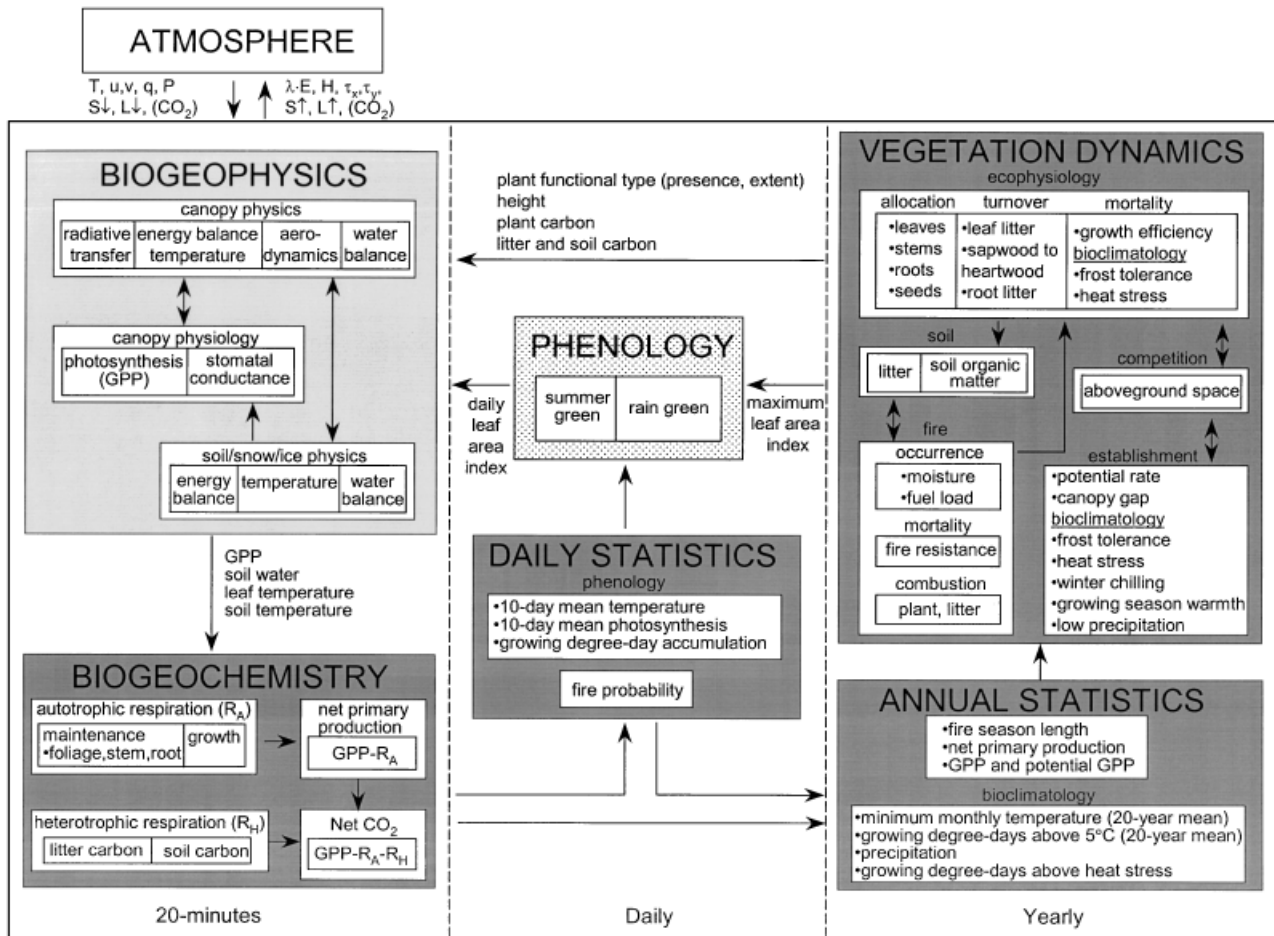 ATMOSPHERE
T, u,v, q, P
S↓, L↓, (CO₂)
λ·E, H, τₓ,τᵧ,
S↑, L↑, (CO₂)
BIOGEOPHYSICS
canopy physics
radiative transfer
energy balance temperature
aero-
dynamics
water balance
canopy physiology
photosynthesis
(GPP)
stomatal
conductance
soil/snow/ice physics
energy
balance
temperature
water
balance
GPP
soil water
leaf temperature
soil temperature
BIOGEOCHEMISTRY
autotrophic respiration (R_A)
maintenance
•foliage,stem,root
growth
net primary
production
GPP-R_A
heterotrophic respiration (R_H)
litter carbon
soil carbon
Net CO₂
GPP-R_A-R_H
20-minutes
plant functional type (presence, extent)
height
plant carbon
litter and soil carbon
PHENOLOGY
summer
green
rain green
daily
leaf
area
index
maximum
leaf area
index
DAILY STATISTICS
phenology
•10-day mean temperature
•10-day mean photosynthesis
•growing degree-day accumulation
fire probability
Daily
VEGETATION DYNAMICS
ecophysiology
allocation
•leaves
•stems
•roots
•seeds
turnover
•leaf litter
•sapwood to
heartwood
•root litter
mortality
•growth efficiency
bioclimatology
•frost tolerance
•heat stress
soil
litter
soil organic
matter
competition
aboveground space
fire
occurrence
•moisture
•fuel load
mortality
fire resistance
combustion
plant, litter
establishment
•potential rate
•canopy gap
bioclimatology
•frost tolerance
•heat stress
•winter chilling
•growing season warmth
•low precipitation
ANNUAL STATISTICS
•fire season length
•net primary production
•GPP and potential GPP
bioclimatology
•minimum monthly temperature (20-year mean)
•growing degree-days above 5°C (20-year mean)
•precipitation
•growing degree-days above heat stress
Yearly